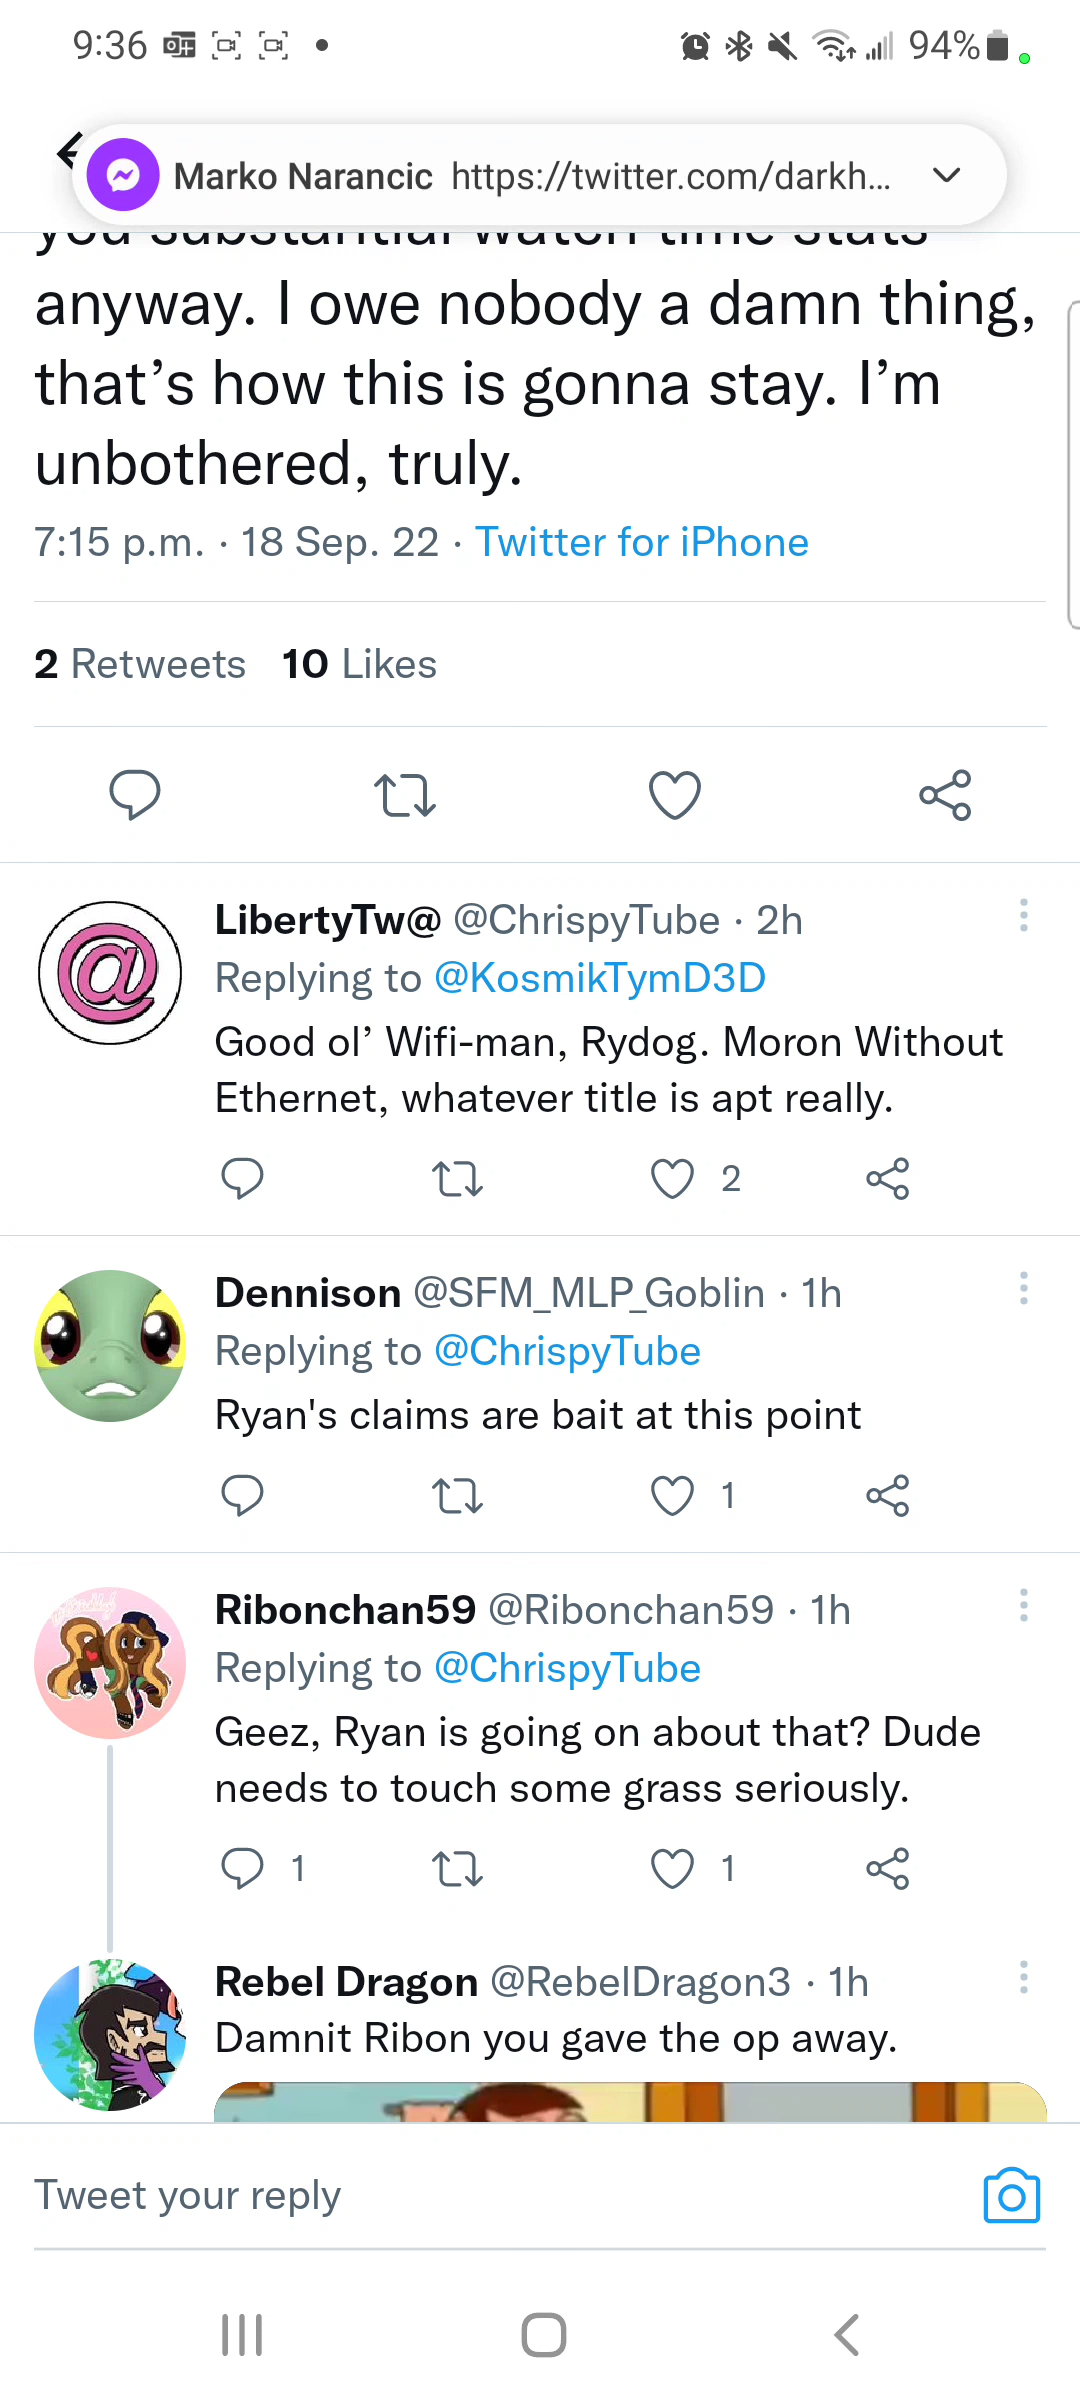 9:36
94%
Marko Narancic https://twitter.com/darkh...
you substantial watch time stats
anyway. I owe nobody a damn thing,
that’s how this is gonna stay. I’m
unbothered, truly.
7:15 p.m. · 18 Sep. 22 · Twitter for iPhone
2 Retweets 10 Likes
LibertyTw@ @ChrispyTube · 2h
Replying to @KosmikTymD3D
Good ol’ Wifi-man, Rydog. Moron Without
Ethernet, whatever title is apt really.
2
Dennison @SFM_MLP_Goblin · 1h
Replying to @ChrispyTube
Ryan's claims are bait at this point
1
Ribonchan59 @Ribonchan59 · 1h
Replying to @ChrispyTube
Geez, Ryan is going on about that? Dude
needs to touch some grass seriously.
1 1
Rebel Dragon @RebelDragon3 · 1h
Damnit Ribon you gave the op away.
Tweet your reply